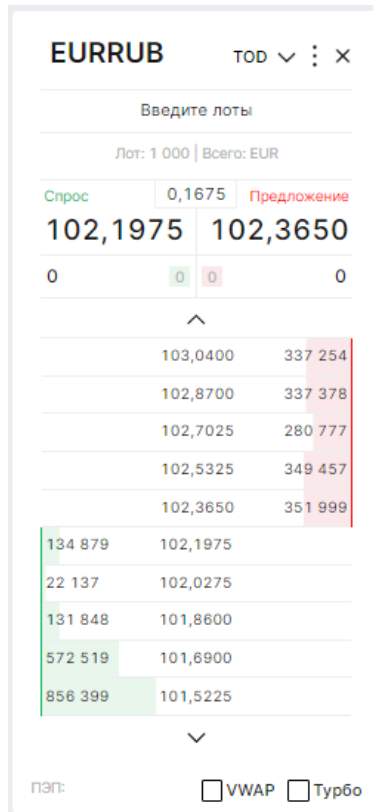 EURRUB TOD
Введите лоты
Лот: 1 000 | Всего: EUR
Спрос 0,1675 Предложение
102,1975 102,3650
0 0 0 0
103,0400 337 254
102,8700 337 378
102,7025 280 777
102,5325 349 457
102,3650 351 999
134 879 102,1975
22 137 102,0275
131 848 101,8600
572 519 101,6900
856 399 101,5225
ПЭП: VWAP Турбо